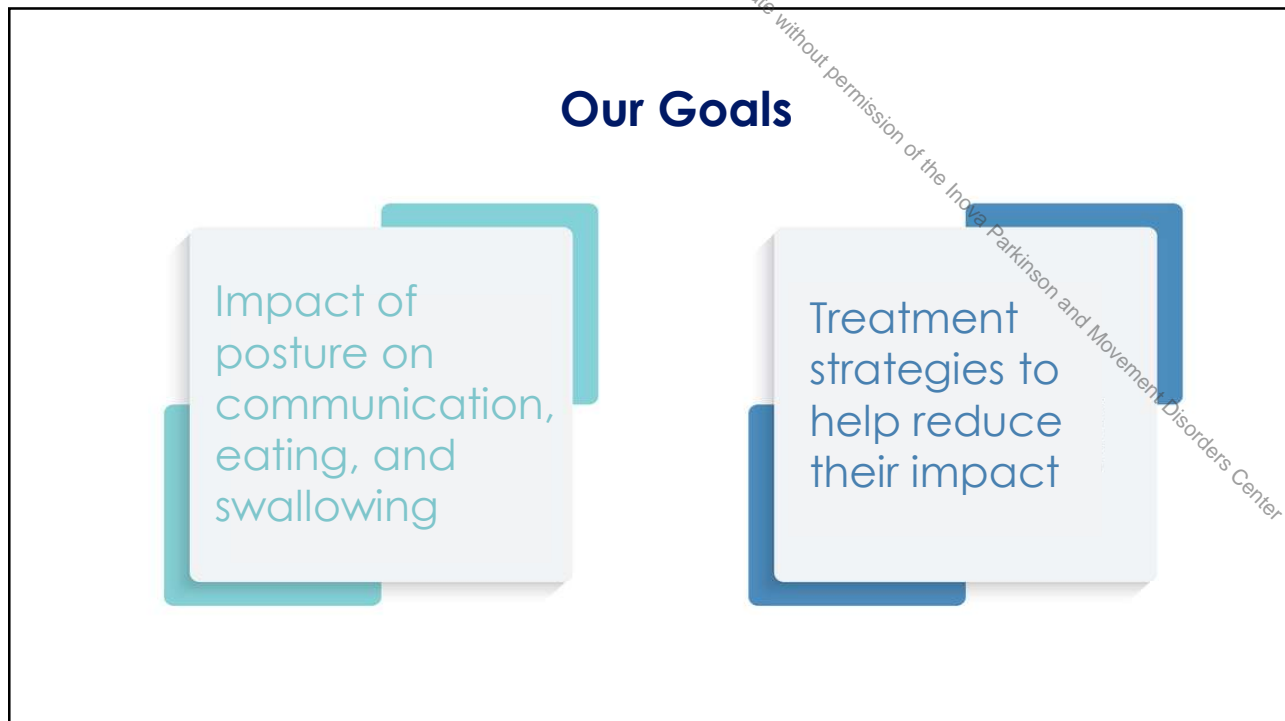 ate without permission of the Inova Parkinson and Movement Disorders Center
Our Goals
Impact of
posture on
communication,
eating, and
swallowing
Treatment
strategies to
help reduce
their impact